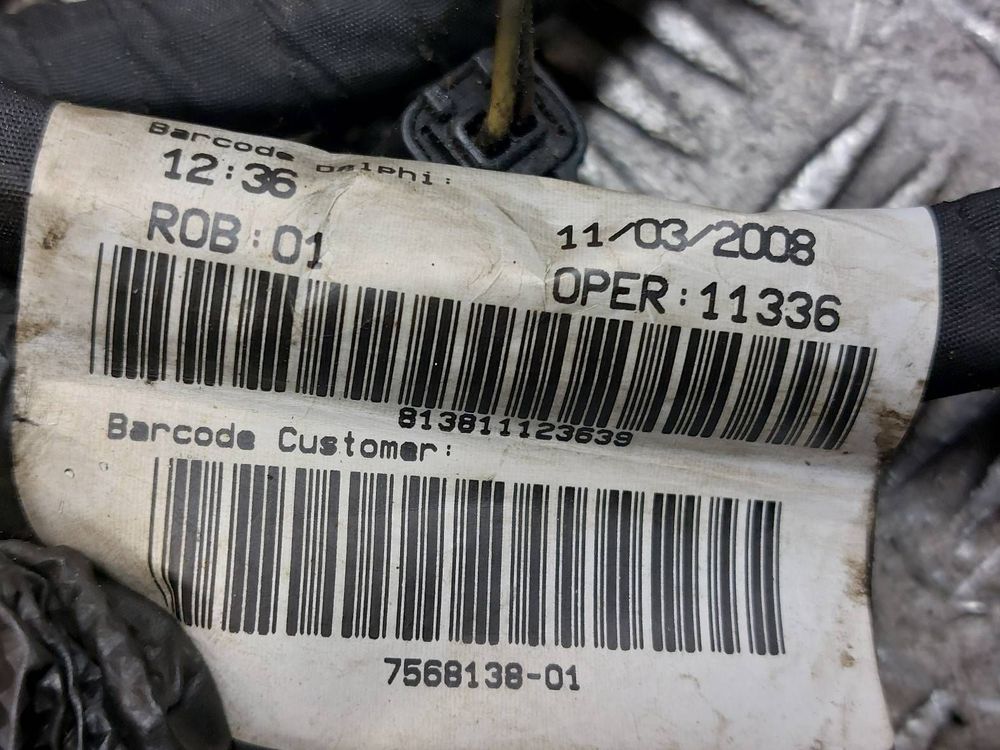 Barcode Delphi:
12:36 11/03/2008
ROB:01 OPER:11336
813811123639
Barcode Customer:
7568138-01